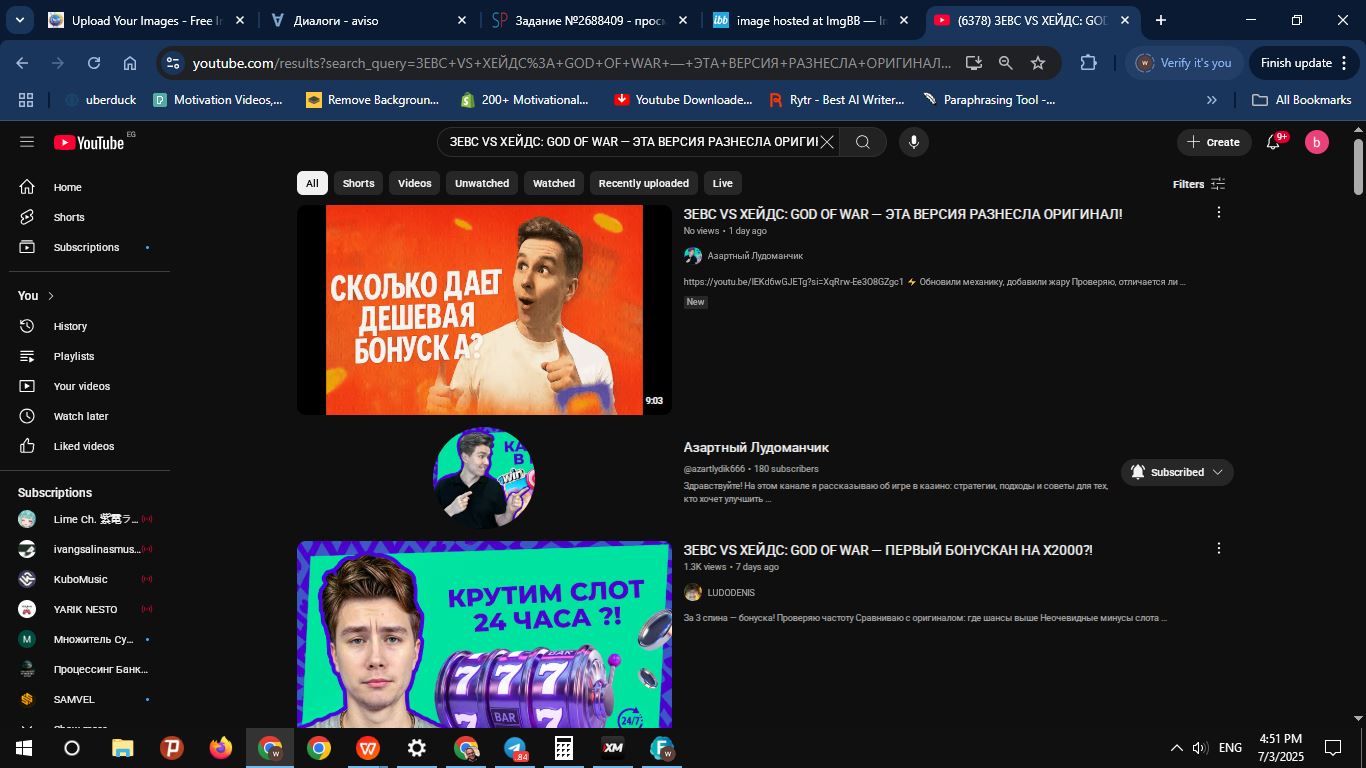 Upload Your Images - Free In
Диалоги - aviso
Задание №2688409 - прос
image hosted at ImgBB — In
(6378) ЗЕВС VS ХЕЙДС: GOD
youtube.com/results?search_query=ЗЕВС+VS+ХЕЙДС%3A+GOD+OF+WAR+—+ЭТА+ВЕРСИЯ+РАЗНЕСЛА+ОРИГИНАЛ...
Verify it's you
Finish update
uberduck
Motivation Videos,...
Remove Backgroun...
200+ Motivational...
Youtube Downloade...
Rytr - Best AI Writer...
Paraphrasing Tool -...
All Bookmarks
YouTube EG
ЗЕВС VS ХЕЙДС: GOD OF WAR — ЭТА ВЕРСИЯ РАЗНЕСЛА ОРИГИ
Create
9+
b
Home
Shorts
Subscriptions
You
History
Playlists
Your videos
Watch later
Liked videos
Subscriptions
Lime Ch. 紫電ラ...
ivangsalinasmus...
KuboMusic
YARIK NESTO
М Множитель Су...
Процессинг Банк...
SAMVEL
All
Shorts
Videos
Unwatched
Watched
Recently uploaded
Live
Filters
СКОЛЬКО ДАЕТ
ДЕШЕВАЯ
БОНУСКА?
9:03
ЗЕВС VS ХЕЙДС: GOD OF WAR — ЭТА ВЕРСИЯ РАЗНЕСЛА ОРИГИНАЛ!
No views • 1 day ago
Азартный Лудоманчик
https://youtu.be/IEKd6wGJETg?si=XqRrw-Ee3O8GZgc1 ⚡ Обновили механику, добавили жару Проверяю, отличается ли ...
New
КА
В
Win
Азартный Лудоманчик
@azartlydik666 • 180 subscribers
Здравствуйте! На этом канале я рассказываю об игре в казино: стратегии, подходы и советы для тех,
кто хочет улучшить ...
Subscribed
КРУТИМ СЛОТ
24 ЧАСА ?!
BAR
777
BAR
24/7
ЗЕВС VS ХЕЙДС: GOD OF WAR — ПЕРВЫЙ БОНУСКАН НА X2000?!
1.3K views • 7 days ago
LUDODENIS
За 3 спина — бонуска! Проверяю частоту Сравниваю с оригиналом: где шансы выше Неочевидные минусы слота ...
84
XM
ENG
4:51 PM
7/3/2025